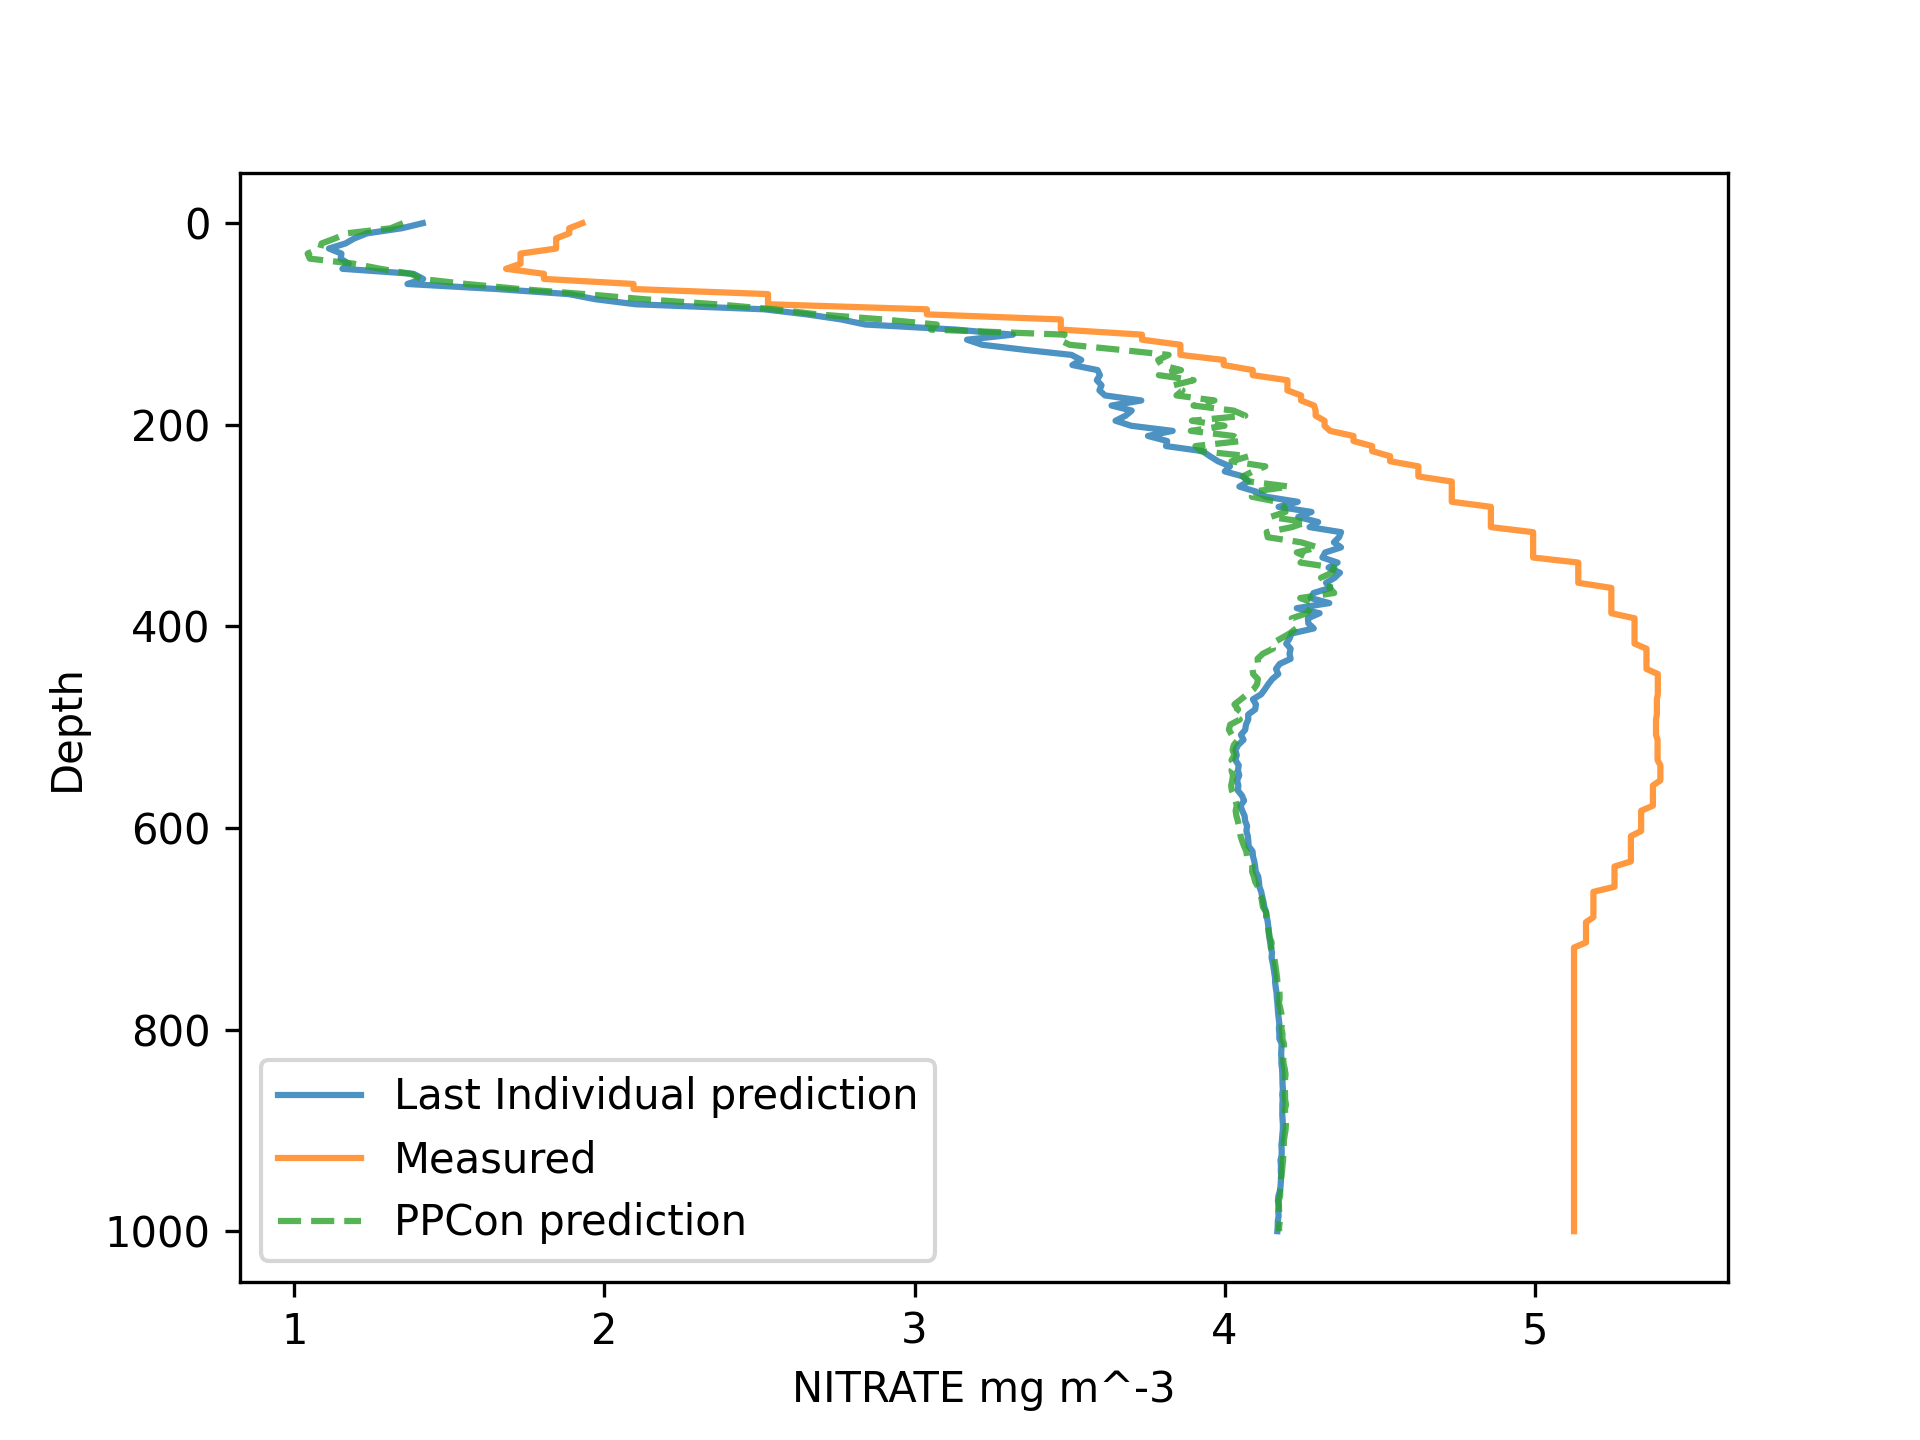 0
200
400
600
800
1000
Depth
Last Individual prediction
Measured
PPCon prediction
1 2 3 4 5
NITRATE mg m^-3